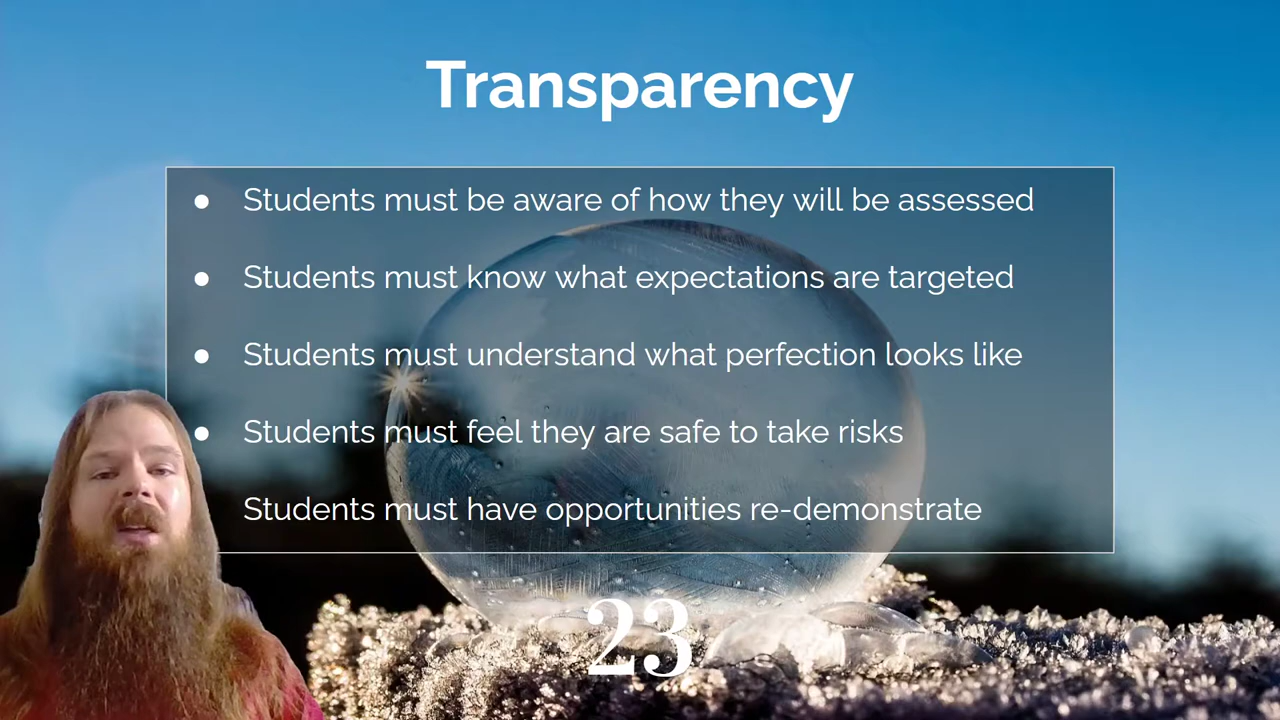 Transparency
● Students must be aware of how they will be assessed
● Students must know what expectations are targeted
● Students must understand what perfection looks like
● Students must feel they are safe to take risks
Students must have opportunities re-demonstrate
23